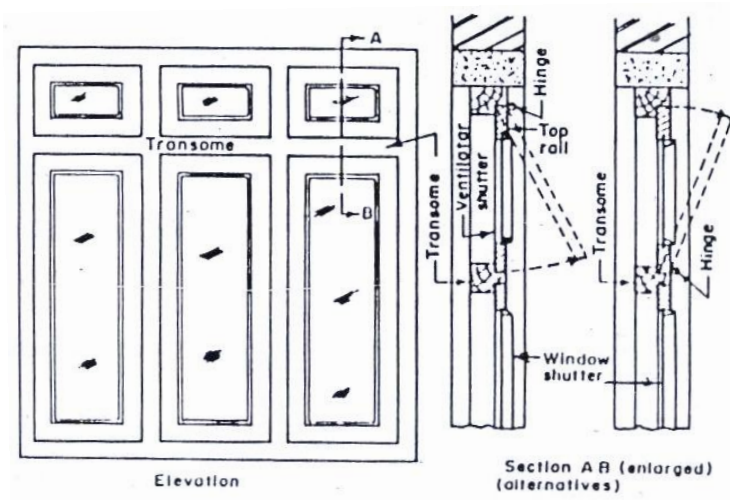 A
Transome
B
Transome
Ventilator
shutter
Hinge
Top
rail
Transome
Hinge
Window
shutter
Elevation
Section AB (enlarged)
(alternatives)